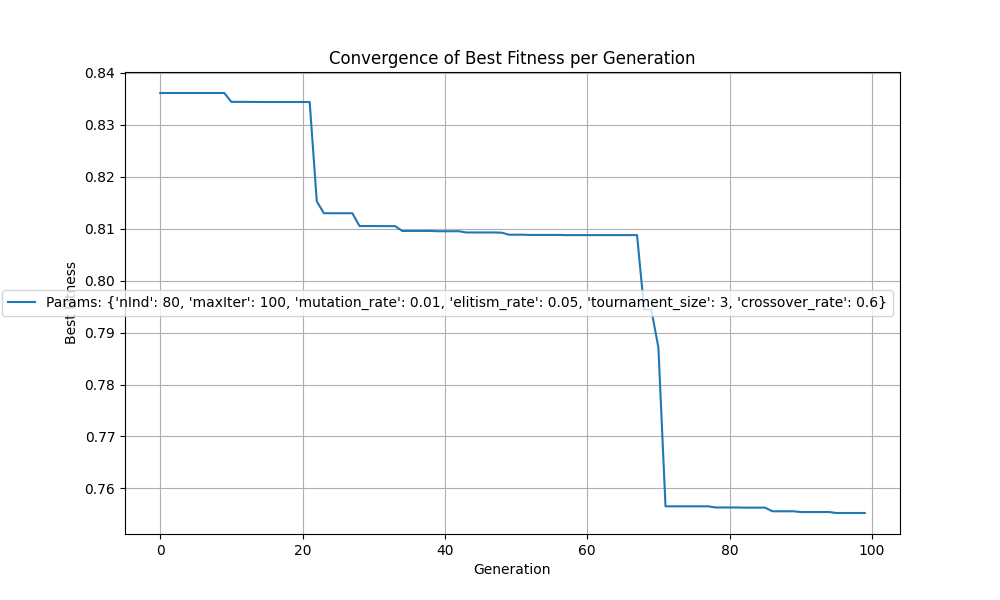 Convergence of Best Fitness per Generation
0.84
0.83
0.82
0.81
0.80
0.79
0.78
0.77
0.76
Best Fitness
Params: {'nInd': 80, 'maxIter': 100, 'mutation_rate': 0.01, 'elitism_rate': 0.05, 'tournament_size': 3, 'crossover_rate': 0.6}
0 20 40 60 80 100
Generation